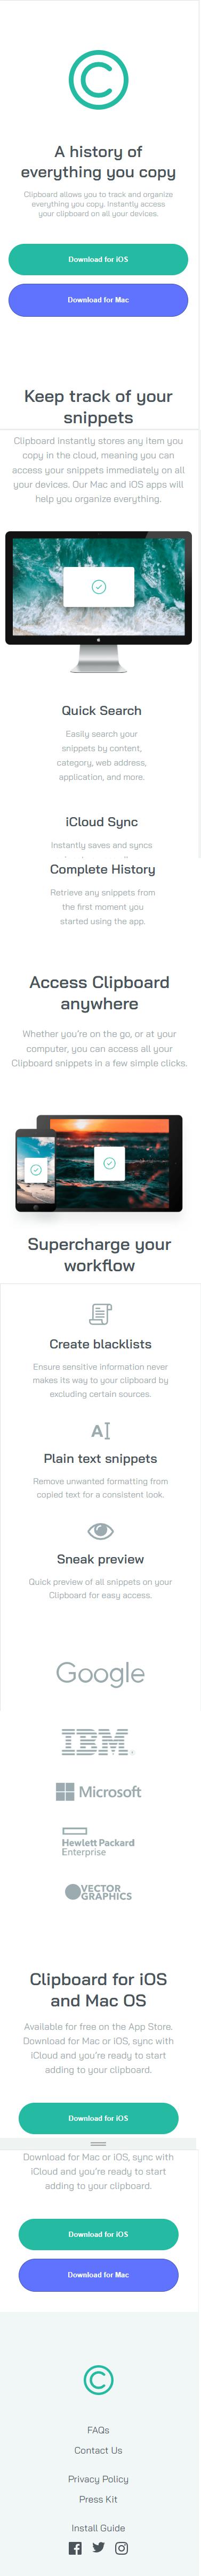 A history of
everything you copy
Clipboard allows you to track and organize
everything you copy. Instantly access
your clipboard on all your devices.
Download for iOS
Download for Mac
Keep track of your
snippets
Clipboard instantly stores any item you
copy in the cloud, meaning you can
access your snippets immediately on all
your devices. Our Mac and iOS apps will
help you organize everything.
Quick Search
Easily search your
snippets by content,
category, web address,
application, and more.
iCloud Sync
Instantly saves and syncs
Complete History
Retrieve any snippets from
the first moment you
started using the app.
Access Clipboard
anywhere
Whether you're on the go, or at your
computer, you can access all your
Clipboard snippets in a few simple clicks.
Supercharge your
workflow
Create blacklists
Ensure sensitive information never
makes its way to your clipboard by
excluding certain sources.
AI
Plain text snippets
Remove unwanted formatting from
copied text for a consistent look.
Sneak preview
Quick preview of all snippets on your
Clipboard for easy access.
Google
IBM®
Microsoft
Hewlett Packard
Enterprise
VECTOR
GRAPHICS
Clipboard for iOS
and Mac OS
Available for free on the App Store.
Download for Mac or iOS, sync with
iCloud and you're ready to start
adding to your clipboard.
Download for iOS
Download for Mac or iOS, sync with
iCloud and you're ready to start
adding to your clipboard.
Download for iOS
Download for Mac
FAQs
Contact Us
Privacy Policy
Press Kit
Install Guide